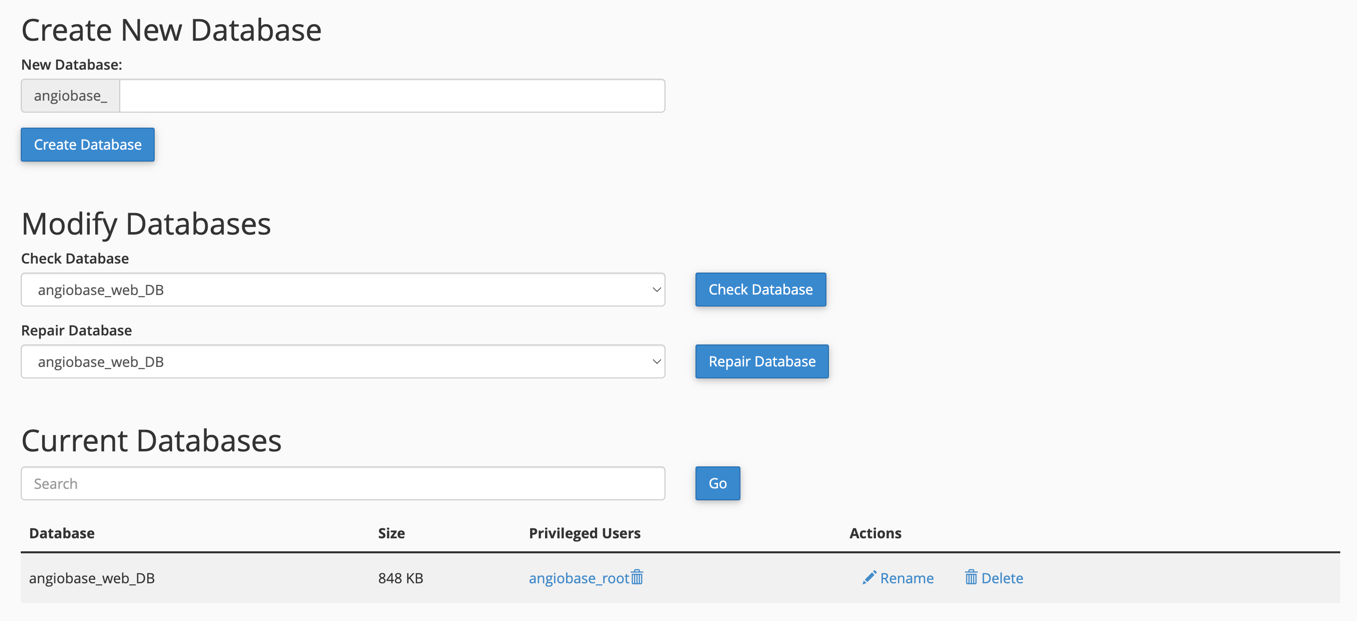 Create New Database
New Database:
angiobase_
Create Database
Modify Databases
Check Database
angiobase_web_DB
Check Database
Repair Database
angiobase_web_DB
Repair Database
Current Databases
Search
Go
Database Size Privileged Users Actions
angiobase_web_DB 848 KB angiobase_root Rename Delete